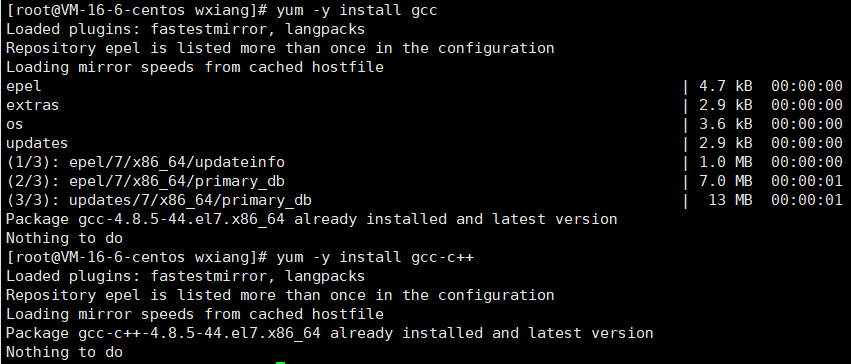 [root@VM-16-6-centos wxiang]# yum -y install gcc
Loaded plugins: fastestmirror, langpacks
Repository epel is listed more than once in the configuration
Loading mirror speeds from cached hostfile
epel | 4.7 kB 00:00:00
extras | 2.9 kB 00:00:00
os | 3.6 kB 00:00:00
updates | 2.9 kB 00:00:00
(1/3): epel/7/x86_64/updateinfo | 1.0 MB 00:00:00
(2/3): epel/7/x86_64/primary_db | 7.0 MB 00:00:01
(3/3): updates/7/x86_64/primary_db | 13 MB 00:00:01
Package gcc-4.8.5-44.el7.x86_64 already installed and latest version
Nothing to do
[root@VM-16-6-centos wxiang]# yum -y install gcc-c++
Loaded plugins: fastestmirror, langpacks
Repository epel is listed more than once in the configuration
Loading mirror speeds from cached hostfile
Package gcc-c++-4.8.5-44.el7.x86_64 already installed and latest version
Nothing to do